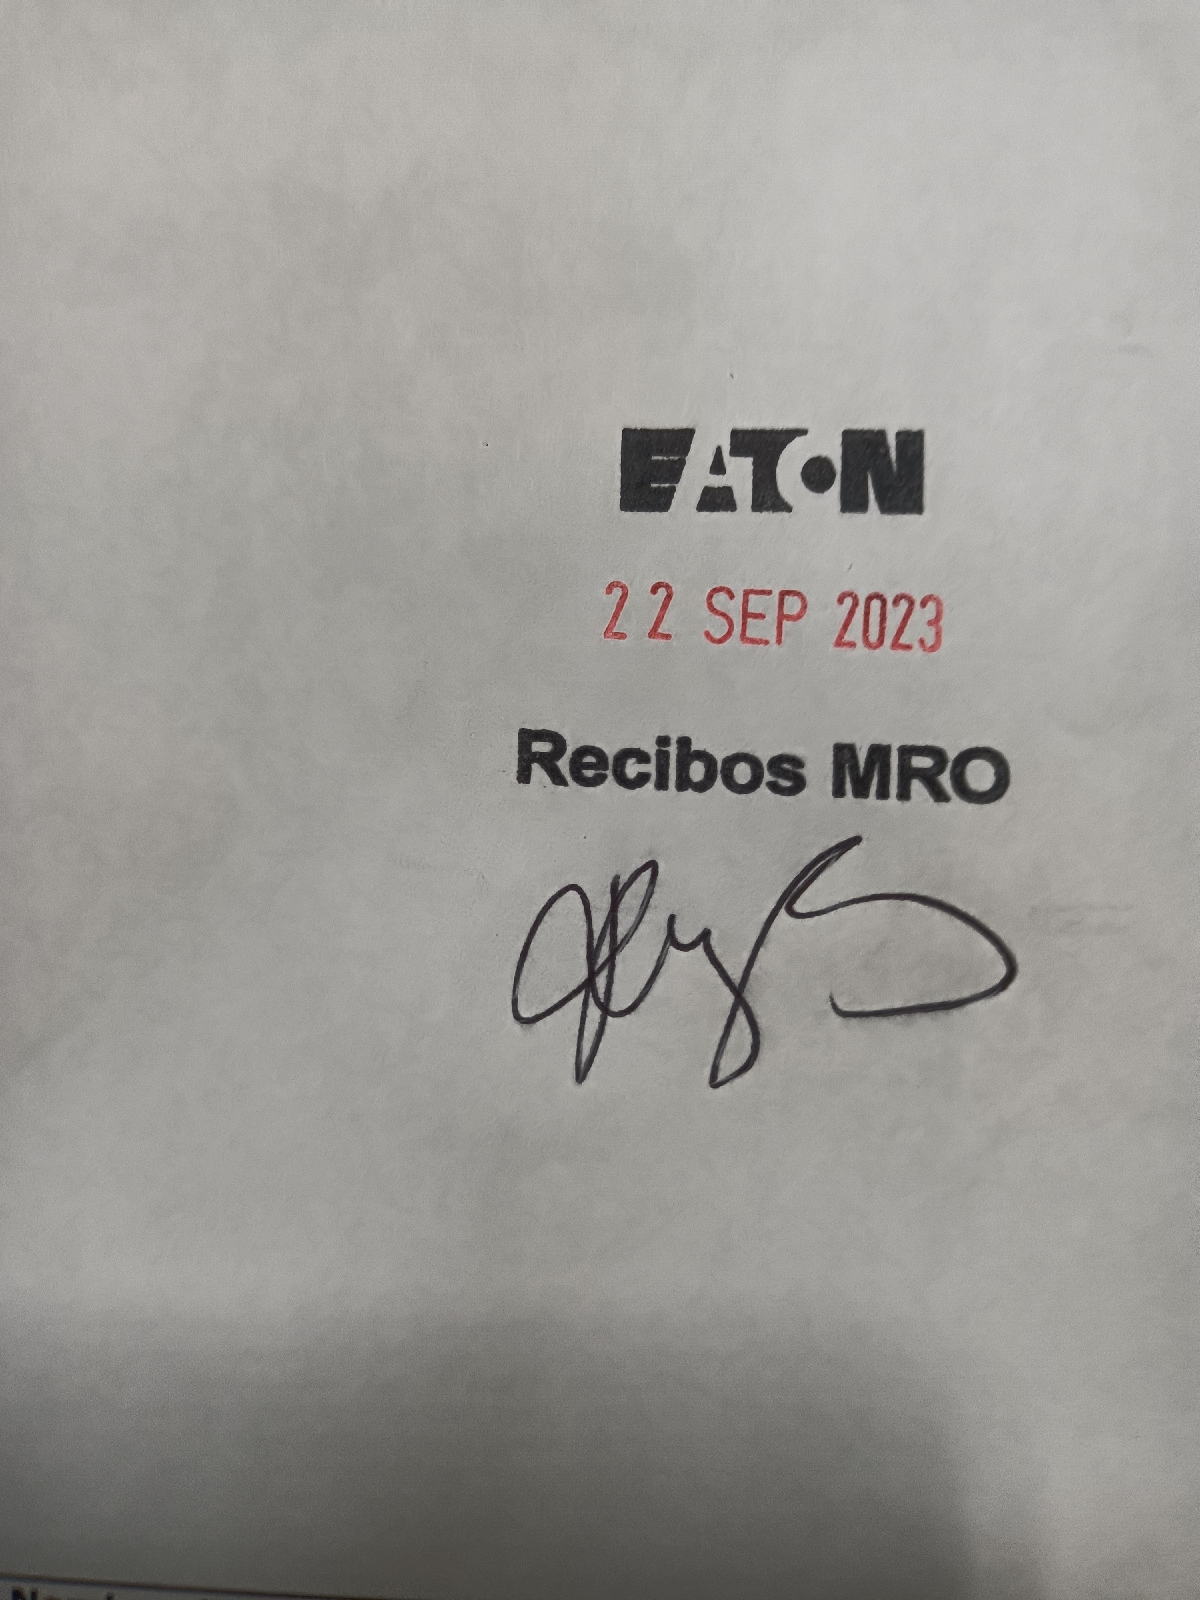 EATON
22 SEP 2023
Recibos MRO